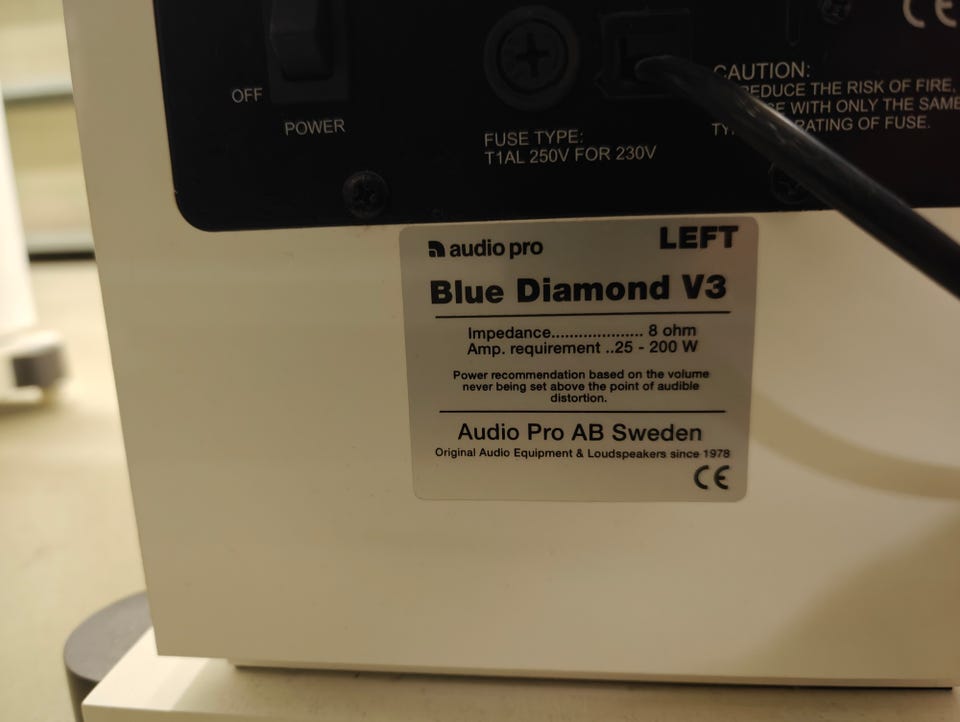 CE
OFF
POWER
FUSE TYPE:
T1AL 250V FOR 230V
CAUTION:
REDUCE THE RISK OF FIRE,
WITH ONLY THE SAME
RATING OF FUSE.
audio pro
LEFT
Blue Diamond V3
Impedance.................... 8 ohm
Amp. requirement ..25 - 200 W
Power recommendation based on the volume
never being set above the point of audible
distortion.
Audio Pro AB Sweden
Original Audio Equipment & Loudspeakers since 1978
CE